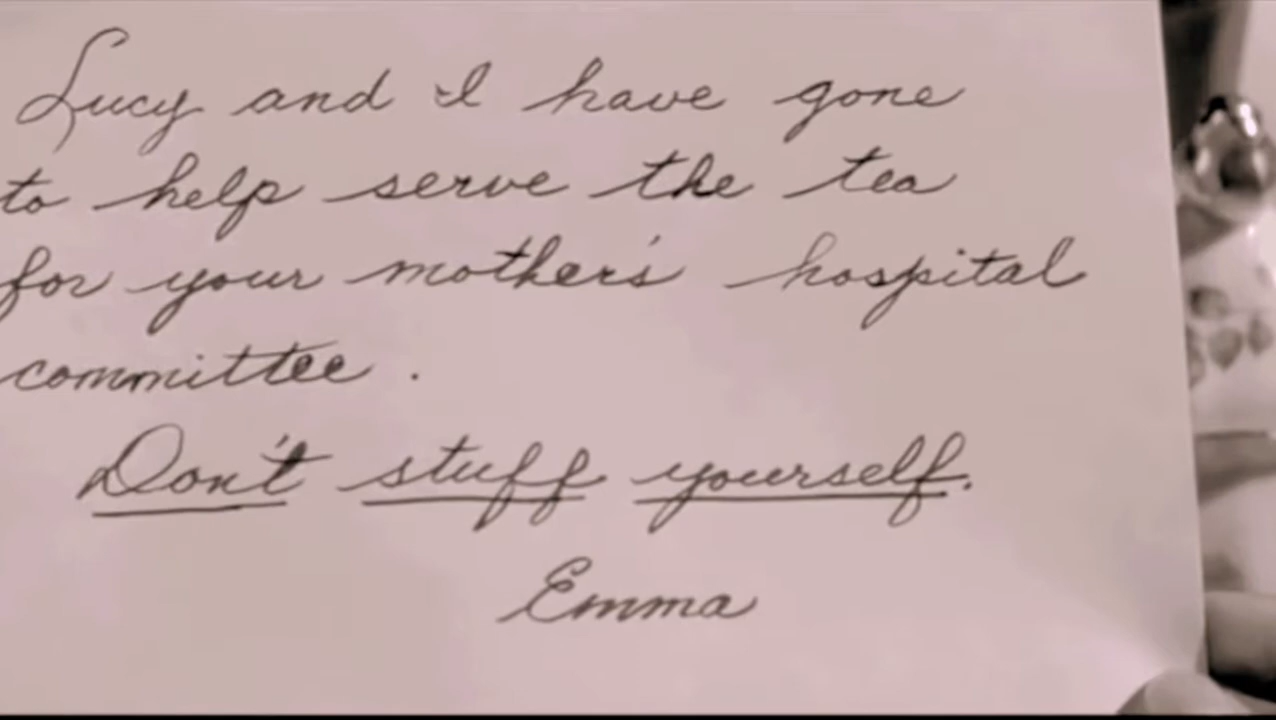 Lucy and I have gone
to help serve the tea
for your mother's hospital
committee.
Don't stuff yourself.
Emma